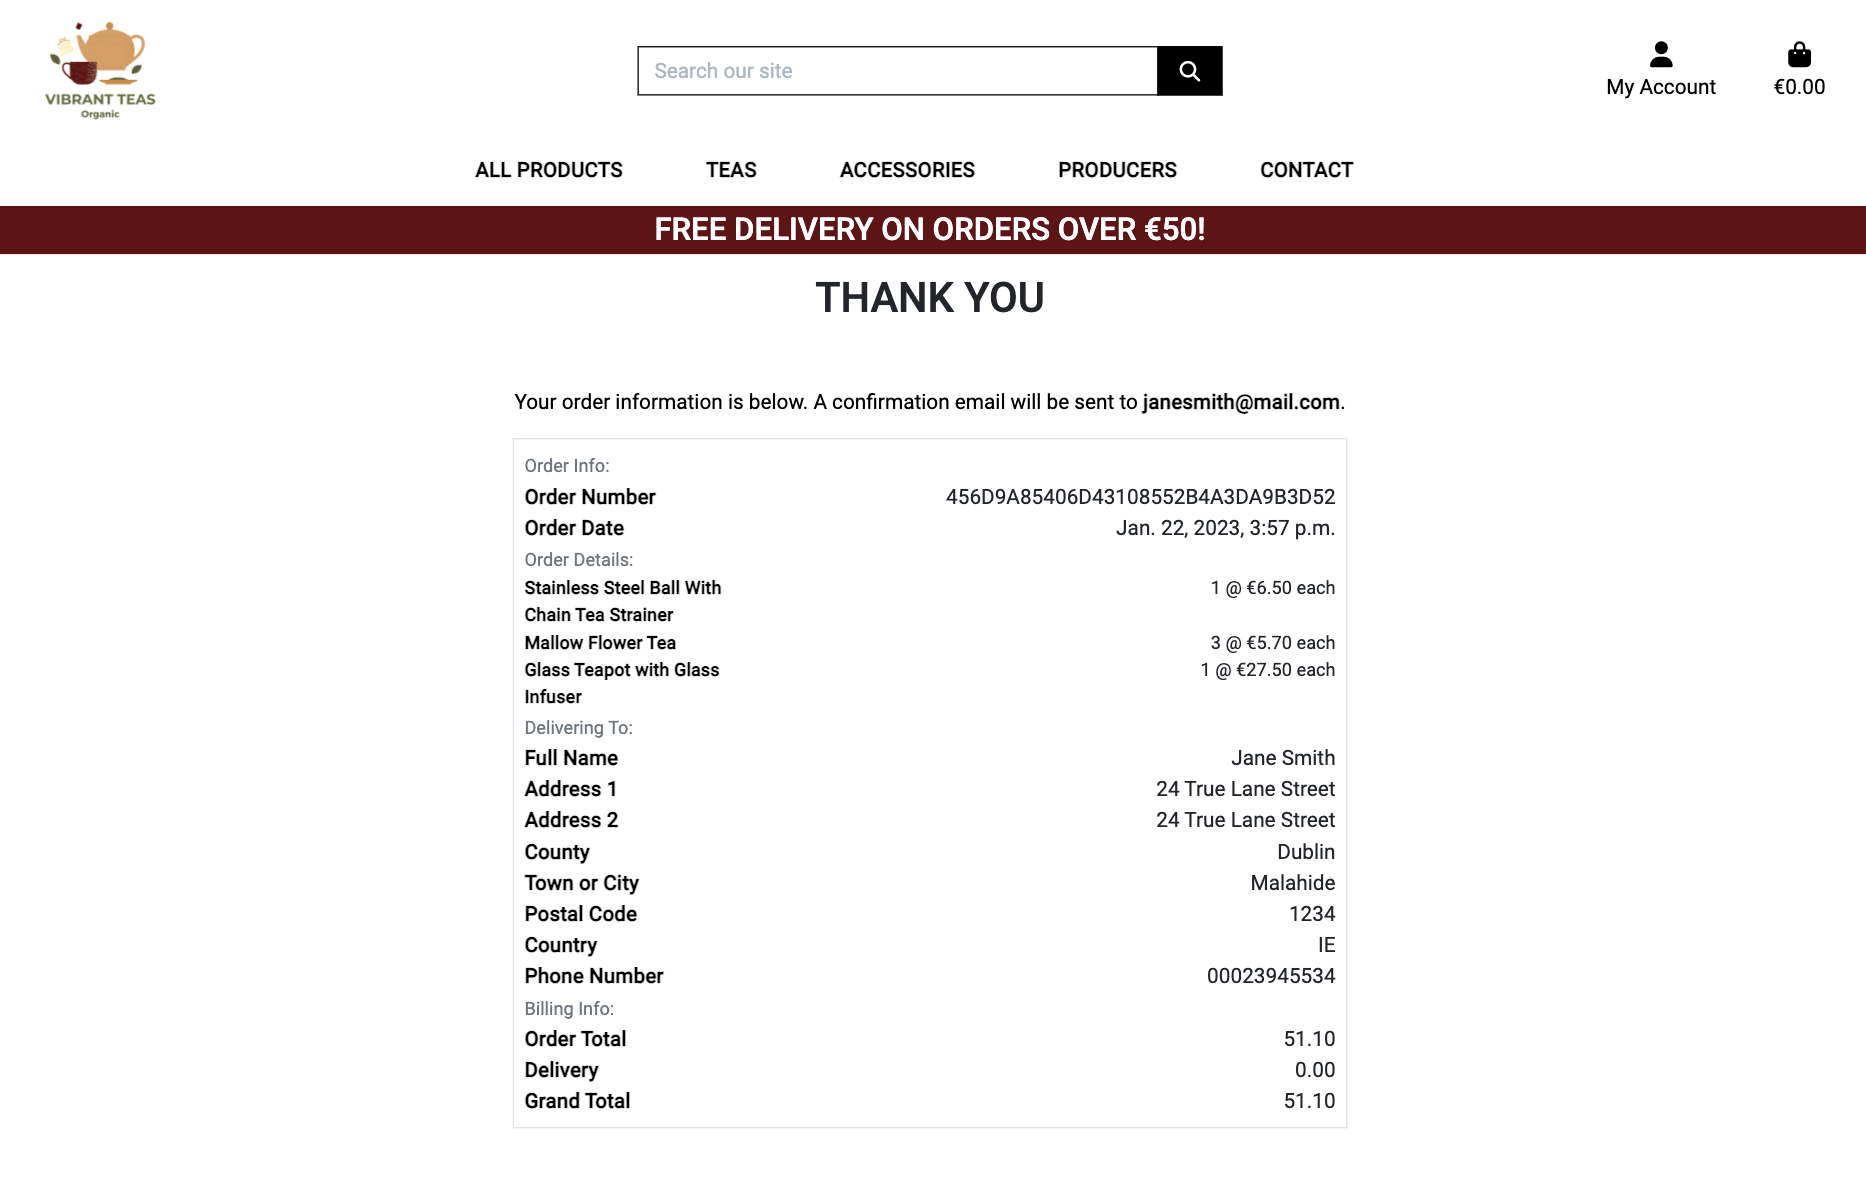 VIBRANT TEAS
Organic
Search our site
My Account
€0.00
ALL PRODUCTS TEAS ACCESSORIES PRODUCERS CONTACT
FREE DELIVERY ON ORDERS OVER €50!
THANK YOU
Your order information is below. A confirmation email will be sent to janesmith@mail.com.
Order Info:
Order Number 456D9A85406D43108552B4A3DA9B3D52
Order Date Jan. 22, 2023, 3:57 p.m.
Order Details:
Stainless Steel Ball With 1 @ €6.50 each
Chain Tea Strainer
Mallow Flower Tea 3 @ €5.70 each
Glass Teapot with Glass 1 @ €27.50 each
Infuser
Delivering To:
Full Name Jane Smith
Address 1 24 True Lane Street
Address 2 24 True Lane Street
County Dublin
Town or City Malahide
Postal Code 1234
Country IE
Phone Number 00023945534
Billing Info:
Order Total 51.10
Delivery 0.00
Grand Total 51.10